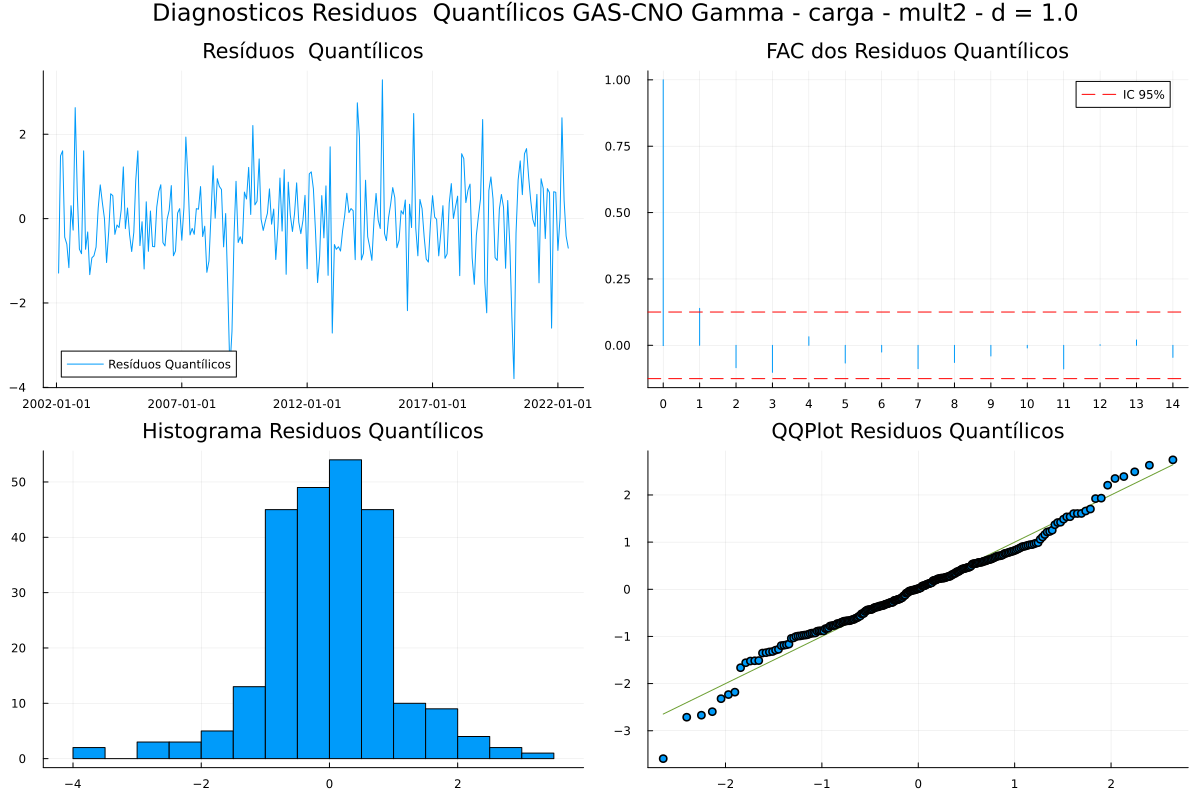 Diagnosticos Residuos  Quantílicos GAS-CNO Gamma - carga - mult2 - d = 1.0
Resíduos  Quantílicos
2
0
−2
−4
Resíduos Quantílicos
2002-01-01 2007-01-01 2012-01-01 2017-01-01 2022-01-01
FAC dos Residuos Quantílicos
1.00
0.75
0.50
0.25
0.00
IC 95%
0 1 2 3 4 5 6 7 8 9 10 11 12 13 14
Histograma Residuos Quantílicos
50
40
30
20
10
0
−4 −2 0 2
QQPlot Residuos Quantílicos
2
1
0
−1
−2
−3
−2 −1 0 1 2